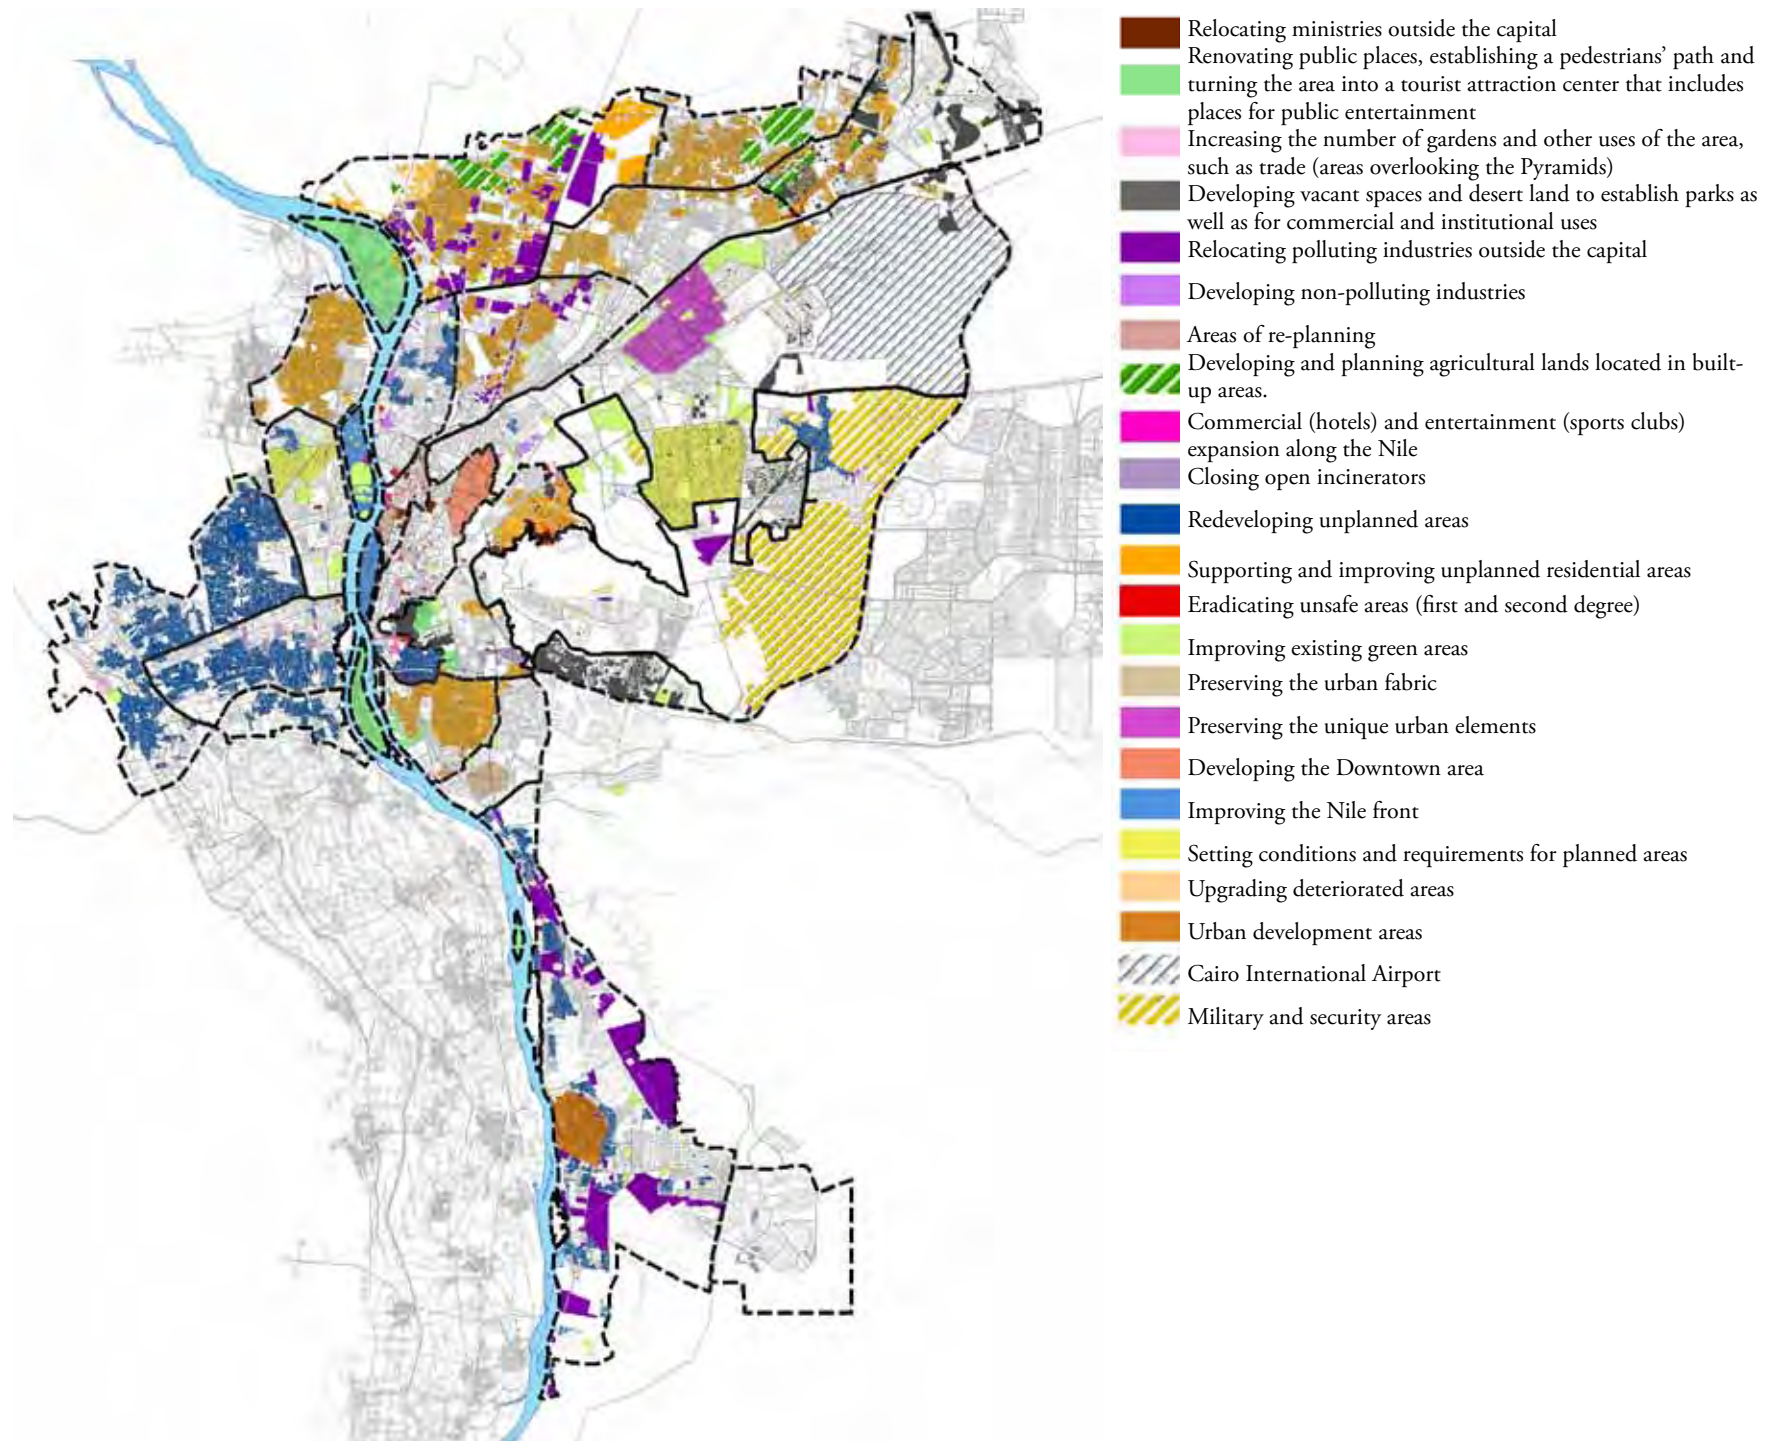 Relocating ministries outside the capital
Renovating public places, establishing a pedestrians’ path and
turning the area into a tourist attraction center that includes
places for public entertainment
Increasing the number of gardens and other uses of the area,
such as trade (areas overlooking the Pyramids)
Developing vacant spaces and desert land to establish parks as
well as for commercial and institutional uses
Relocating polluting industries outside the capital
Developing non-polluting industries
Areas of re-planning
Developing and planning agricultural lands located in built-
up areas.
Commercial (hotels) and entertainment (sports clubs)
expansion along the Nile
Closing open incinerators
Redeveloping unplanned areas
Supporting and improving unplanned residential areas
Eradicating unsafe areas (first and second degree)
Improving existing green areas
Preserving the urban fabric
Preserving the unique urban elements
Developing the Downtown area
Improving the Nile front
Setting conditions and requirements for planned areas
Upgrading deteriorated areas
Urban development areas
Cairo International Airport
Military and security areas